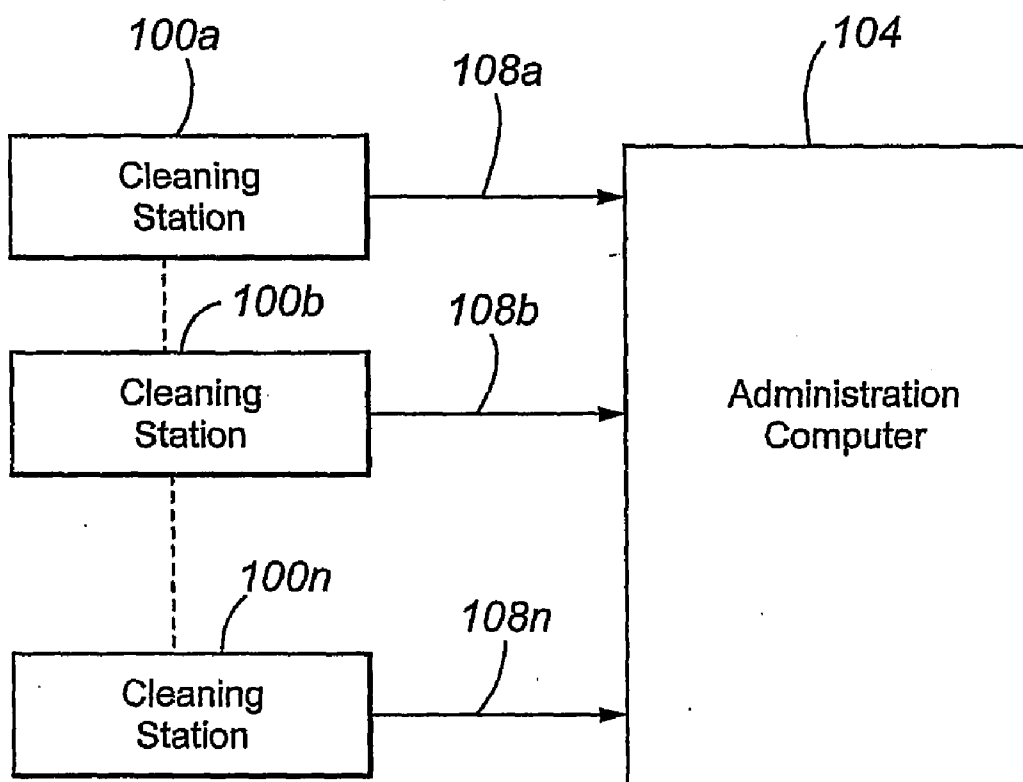 100a
108a
104
Cleaning
Station
100b
108b
Cleaning
Station
Administration
Computer
100n
108n
Cleaning
Station